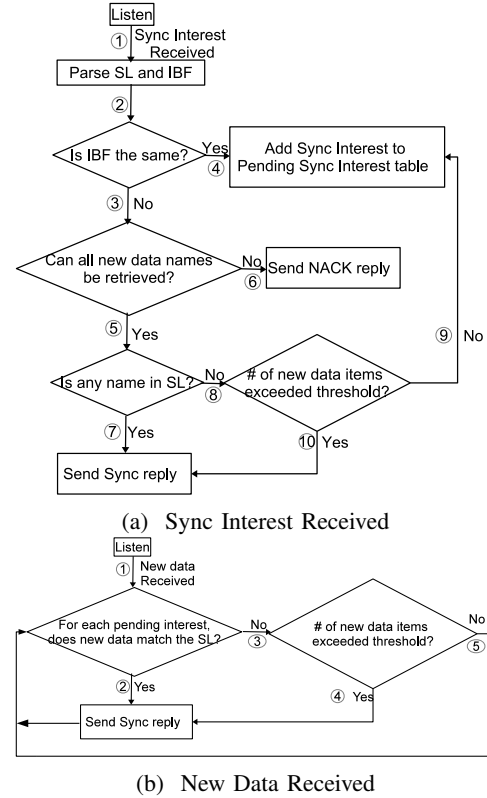 Listen
① Sync Interest
Received
Parse SL and IBF
②
Is IBF the same?
Yes
④
Add Sync Interest to
Pending Sync Interest table
③ No
Can all new data names
be retrieved?
No
⑥
Send NACK reply
⑤ Yes
⑨ No
Is any name in SL?
No
⑧
# of new data items
exceeded threshold?
⑦ Yes
⑩ Yes
Send Sync reply
(a) Sync Interest Received
Listen
① New data
Received
For each pending interest,
does new data match the SL?
No
③
# of new data items
exceeded threshold?
No
⑤
② Yes
④ Yes
Send Sync reply
(b) New Data Received